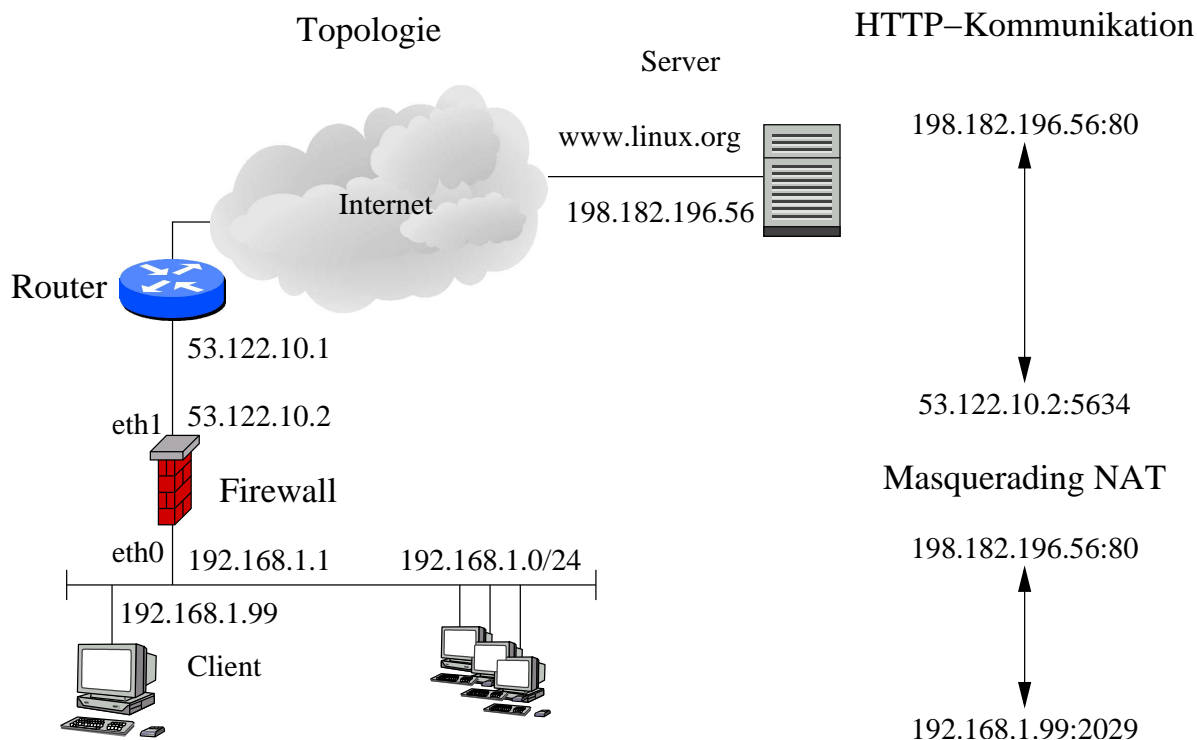 Topologie
HTTP–Kommunikation
Server
www.linux.org
198.182.196.56:80
Internet
198.182.196.56
Router
53.122.10.1
53.122.10.2
eth1
53.122.10.2:5634
Firewall
Masquerading NAT
eth0
192.168.1.1
192.168.1.0/24
198.182.196.56:80
192.168.1.99
Client
192.168.1.99:2029